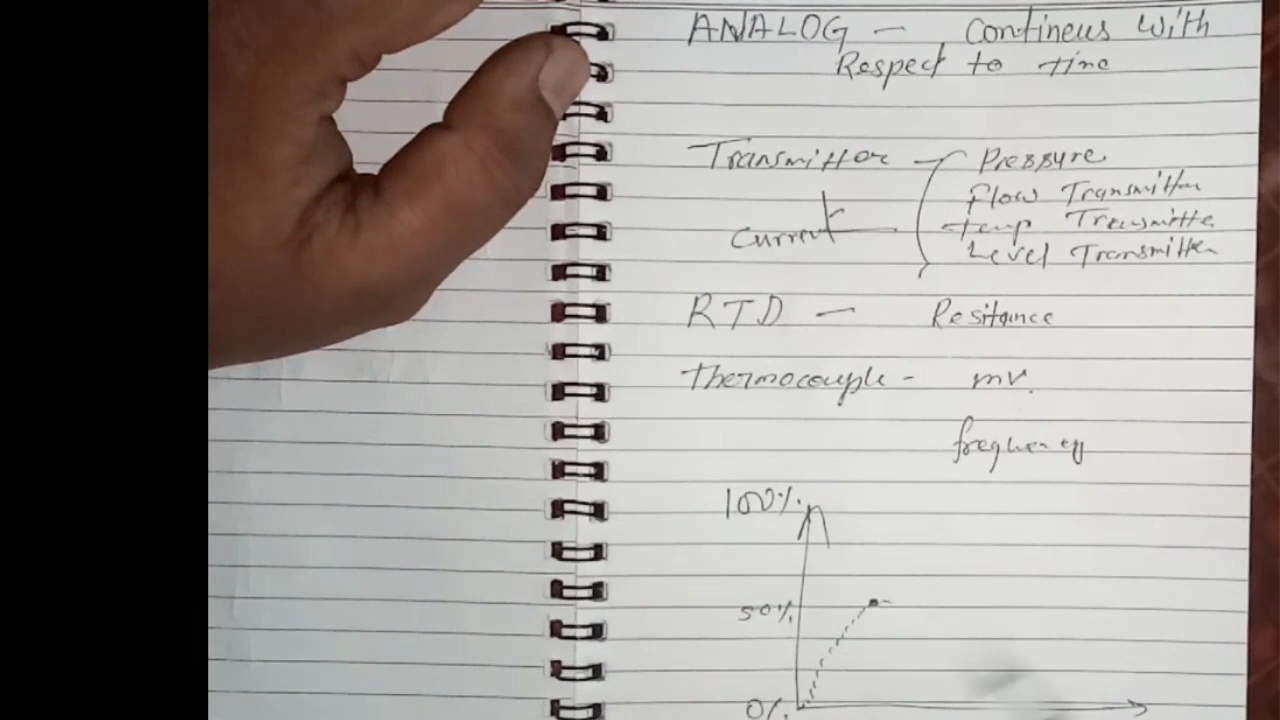 ANALOG - Contineus With
Respect to time
Transmitter - Pressure
flow Transmitter
Current temp Transmitter
Level Transmitter
RTD - Resitance
Thermocouple - mv.
frequency
100%.
50%.
0%.